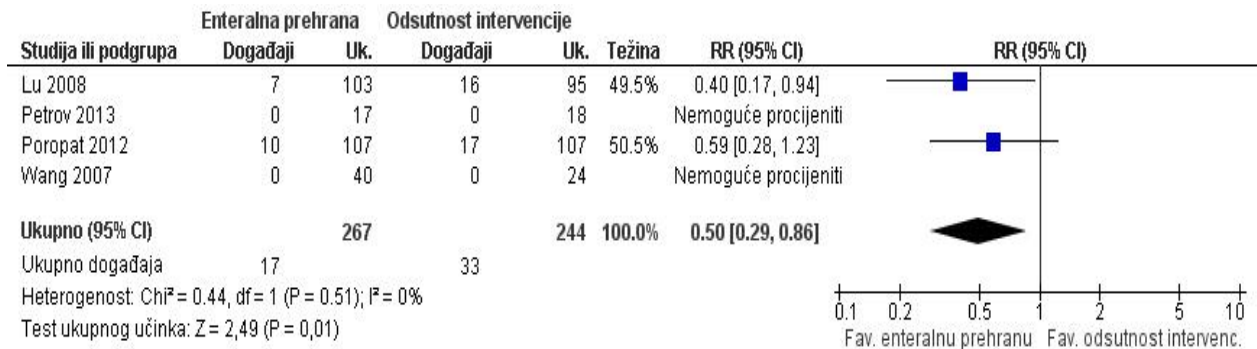 Enteralna prehrana Odsutnost intervencije
Studija ili podgrupa Događaji Uk. Događaji Uk. Težina RR (95% CI) RR (95% CI)
Lu 2008 7 103 16 95 49.5% 0.40 [0.17, 0.94]
Petrov 2013 0 17 0 18 Nemoguće procijeniti
Poropat 2012 10 107 17 107 50.5% 0.59 [0.28, 1.23]
Wang 2007 0 40 0 24 Nemoguće procijeniti
Ukupno (95% CI) 267 244 100.0% 0.50 [0.29, 0.86]
Ukupno događaja 17 33
Heterogenost: Chi² = 0.44, df = 1 (P = 0.51); I² = 0%
Test ukupnog učinka: Z = 2,49 (P = 0,01)
0.1 0.2 0.5 1 2 5 10
Fav. enteralnu prehranu Fav. odsutnost intervenc.